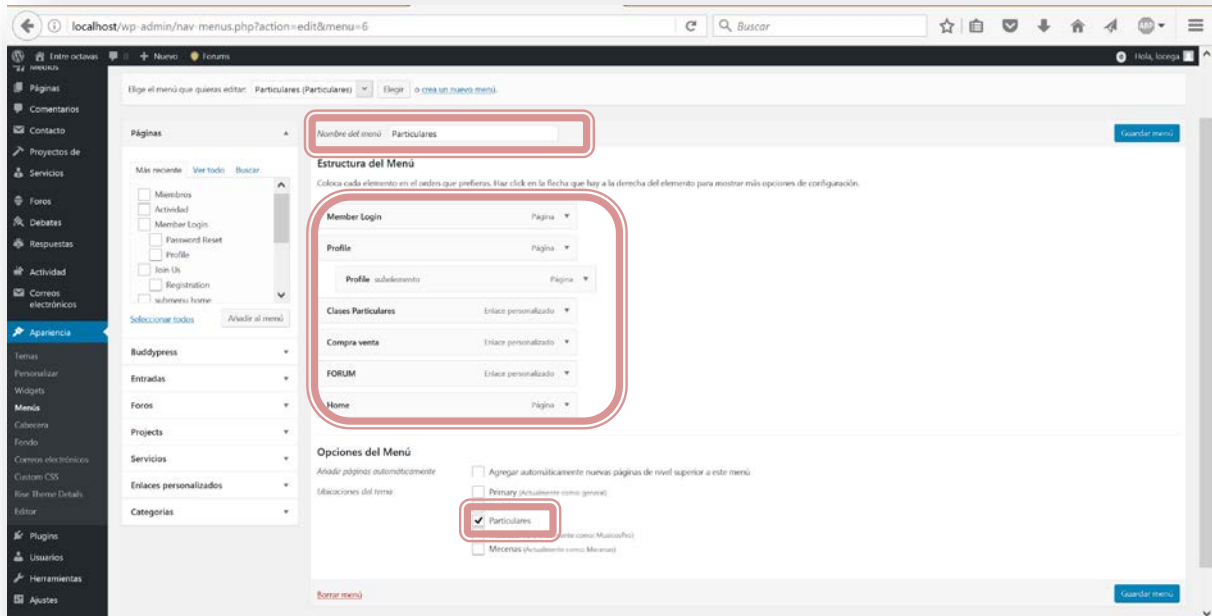 localhost/wp-admin/nav-menus.php?action=edit&menu=6
Buscar
Entre octavas
Nuevo
Forums
Hola, locega
Medios
Páginas
Comentarios
Contacto
Proyectos de
Servicios
Foros
Debates
Respuestas
Actividad
Correos
electrónicos
Apariencia
Temas
Personalizar
Widgets
Menús
Cabecera
Fondo
Correos electrónicos
Custom CSS
Rise Theme Details
Editor
Plugins
Usuarios
Herramientas
Ajustes
Elige el menú que quieras editar: Particulares (Particulares) Elegir o crea un nuevo menú.
Páginas
Más reciente Ver todo Buscar
Miembros
Actividad
Member Login
Password Reset
Profile
Join Us
Registration
submenu home
Seleccionar todos Añadir al menú
Buddypress
Entradas
Foros
Projects
Servicios
Enlaces personalizados
Categorías
Nombre del menú Particulares
Guardar menú
Estructura del Menú
Coloca cada elemento en el orden que prefieras. Haz click en la flecha que hay a la derecha del elemento para mostrar más opciones de configuración.
Member Login Página
Profile Página
Profile subelemento Página
Clases Particulares Enlace personalizado
Compra venta Enlace personalizado
FORUM Enlace personalizado
Home Página
Opciones del Menú
Añadir páginas automáticamente Agregar automáticamente nuevas páginas de nivel superior a este menú
Ubicaciones del tema Primary (Actualmente como: general)
Particulares
como: MusicosPro)
Mecenas (Actualmente como: Mecenas)
Borrar menú
Guardar menú